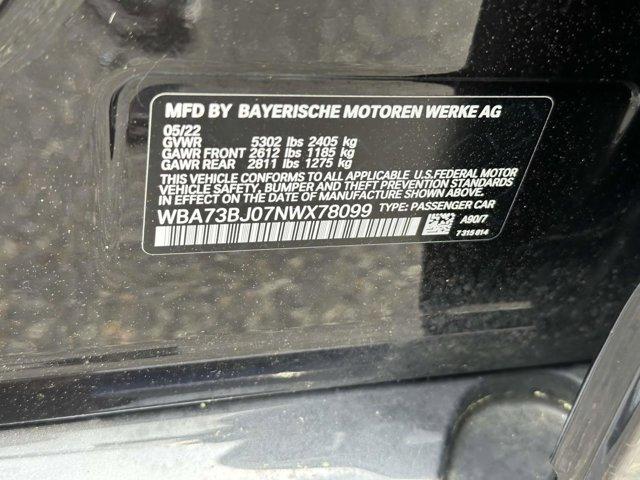 MFD BY BAYERISCHE MOTOREN WERKE AG
05/22
GVWR 5302 lbs 2405 kg
GAWR FRONT 2612 lbs 1185 kg
GAWR REAR 2811 lbs 1275 kg
THIS VEHICLE CONFORMS TO ALL APPLICABLE U.S.FEDERAL MOTOR
VEHICLE SAFETY, BUMPER AND THEFT PREVENTION STANDARDS
IN EFFECT ON THE DATE OF MANUFACTURE SHOWN ABOVE.
WBA73BJ07NWX78099 TYPE: PASSENGER CAR
A90/7
7 315 614